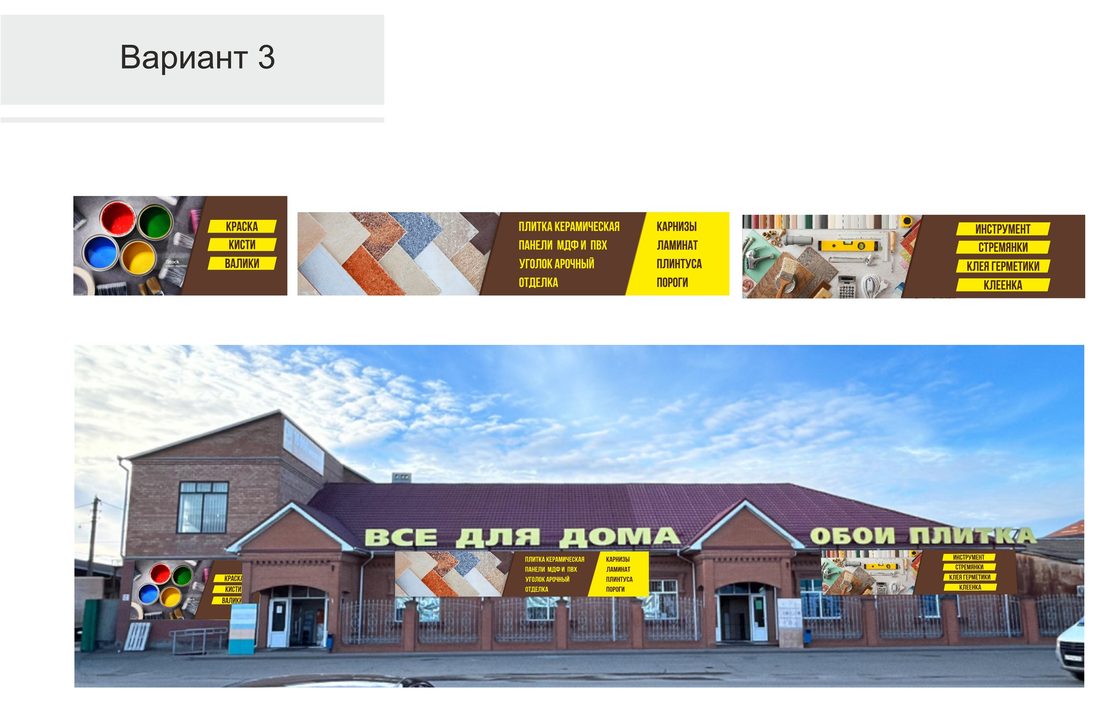 Вариант 3
КРАСКА
КИСТИ
ВАЛИКИ
iStock
ПЛИТКА КЕРАМИЧЕСКАЯ
ПАНЕЛИ МДФ И ПВХ
УГОЛОК АРОЧНЫЙ
ОТДЕЛКА
КАРНИЗЫ
ЛАМИНАТ
ПЛИНТУСА
ПОРОГИ
ИНСТРУМЕНТ
СТРЕМЯНКИ
КЛЕЯ ГЕРМЕТИКИ
КЛЕЕНКА
ВСЕ ДЛЯ ДОМА
ОБОИ ПЛИТКА
КРАСКА
КИСТИ
ВАЛИКИ
ПЛИТКА КЕРАМИЧЕСКАЯ
ПАНЕЛИ МДФ И ПВХ
УГОЛОК АРОЧНЫЙ
ОТДЕЛКА
КАРНИЗЫ
ЛАМИНАТ
ПЛИНТУСА
ПОРОГИ
ИНСТРУМЕНТ
СТРЕМЯНКИ
КЛЕЯ ГЕРМЕТИКИ
КЛЕЕНКА